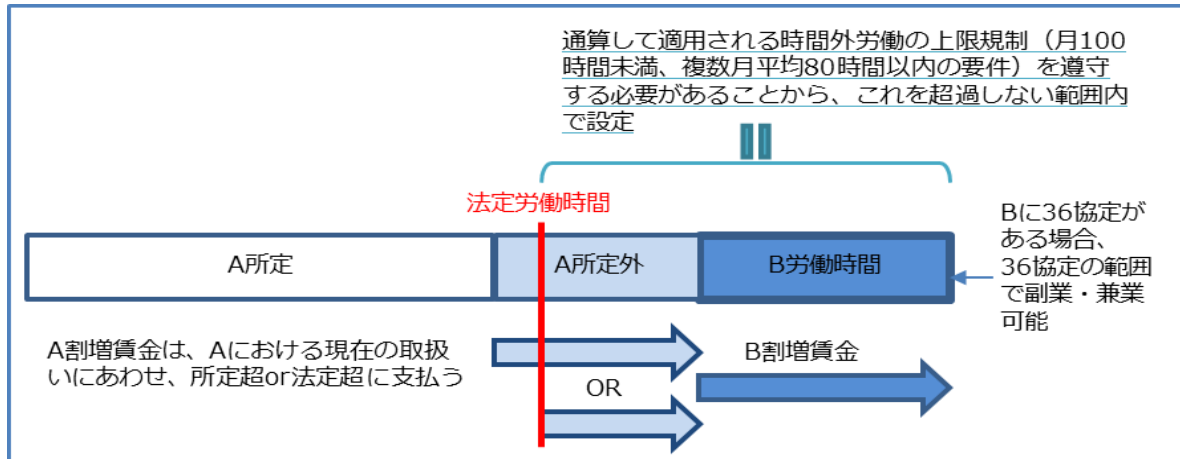 通算して適用される時間外労働の上限規制（月100
時間未満、複数月平均80時間以内の要件）を遵守
する必要があることから、これを超過しない範囲内
で設定
法定労働時間
A所定
A所定外
B労働時間
Bに36協定が
ある場合、
36協定の範囲
で副業・兼業
可能
A割増賃金は、Aにおける現在の取扱
いにあわせ、所定超or法定超に支払う
OR
B割増賃金